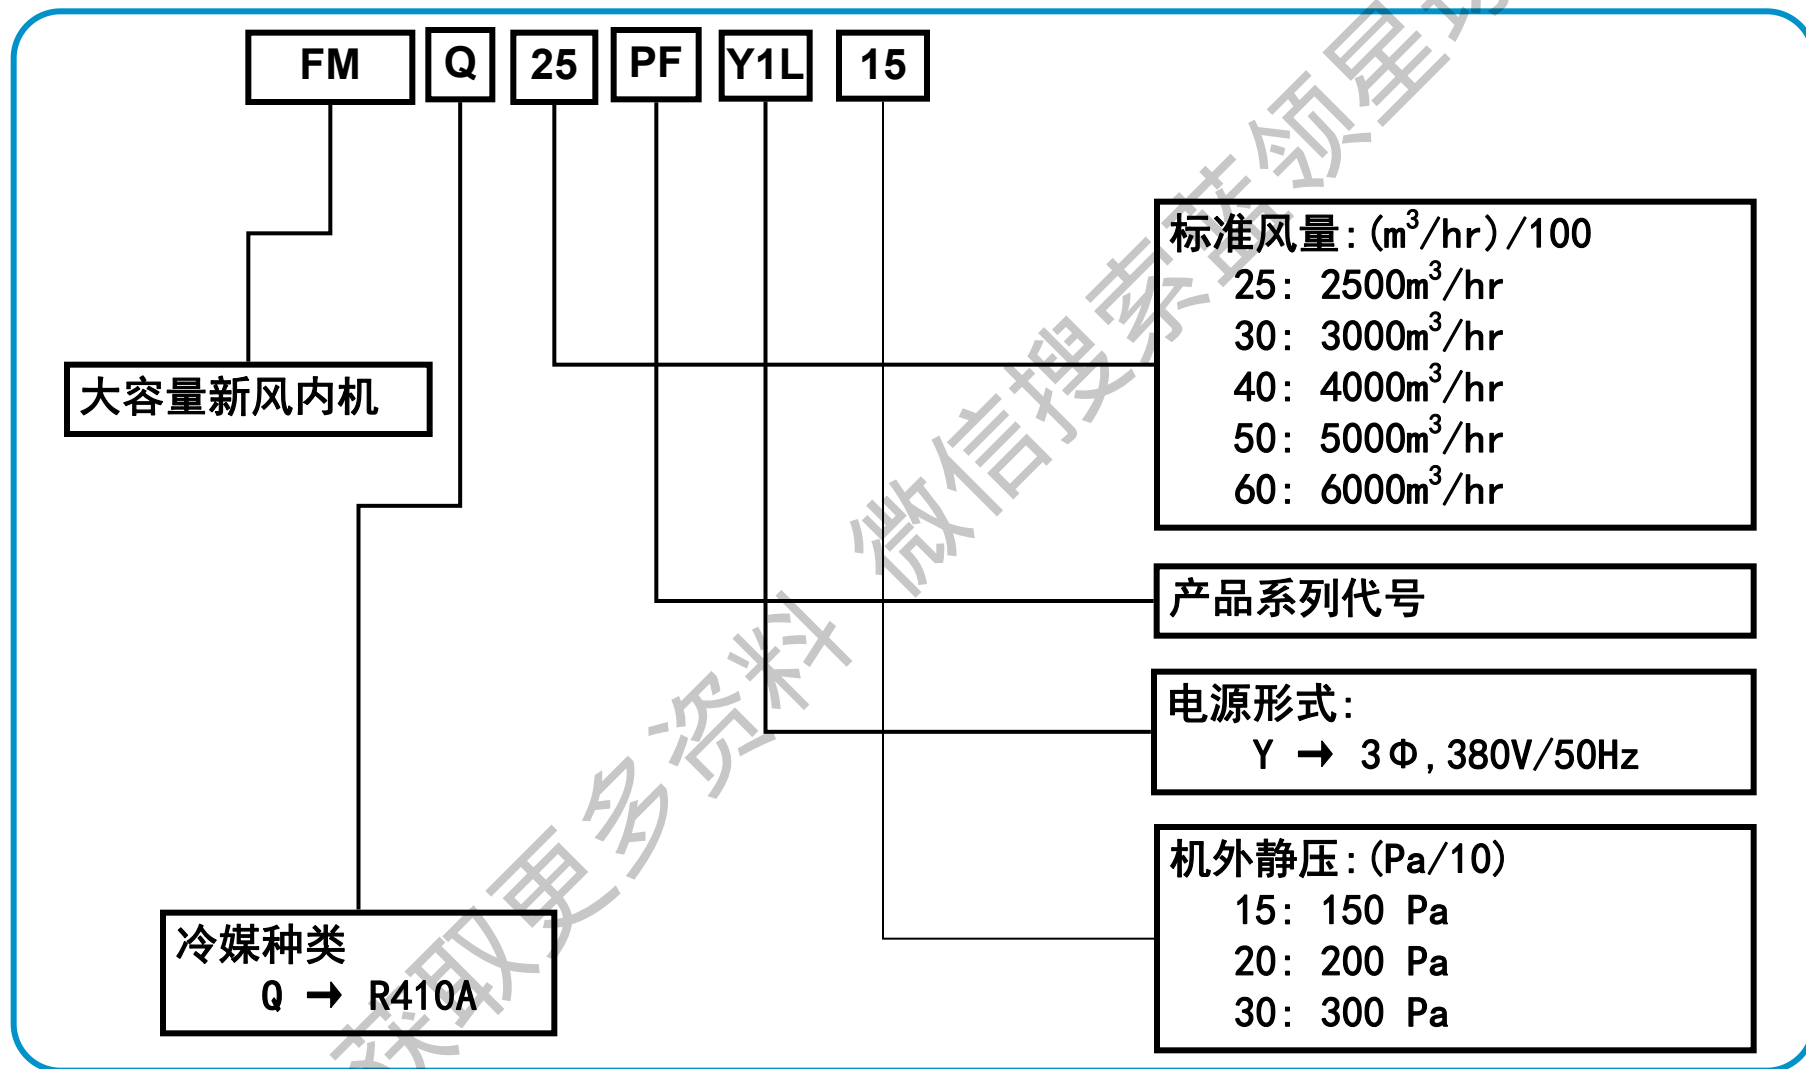 FM Q 25 PF Y1L 15
标准风量:(m³/hr)/100
25: 2500m³/hr
30: 3000m³/hr
40: 4000m³/hr
50: 5000m³/hr
60: 6000m³/hr
大容量新风内机
产品系列代号
电源形式:
Y → 3Φ,380V/50Hz
机外静压:(Pa/10)
15: 150 Pa
20: 200 Pa
30: 300 Pa
冷媒种类
Q → R410A
获取更多资料 微信搜索蓝领星球